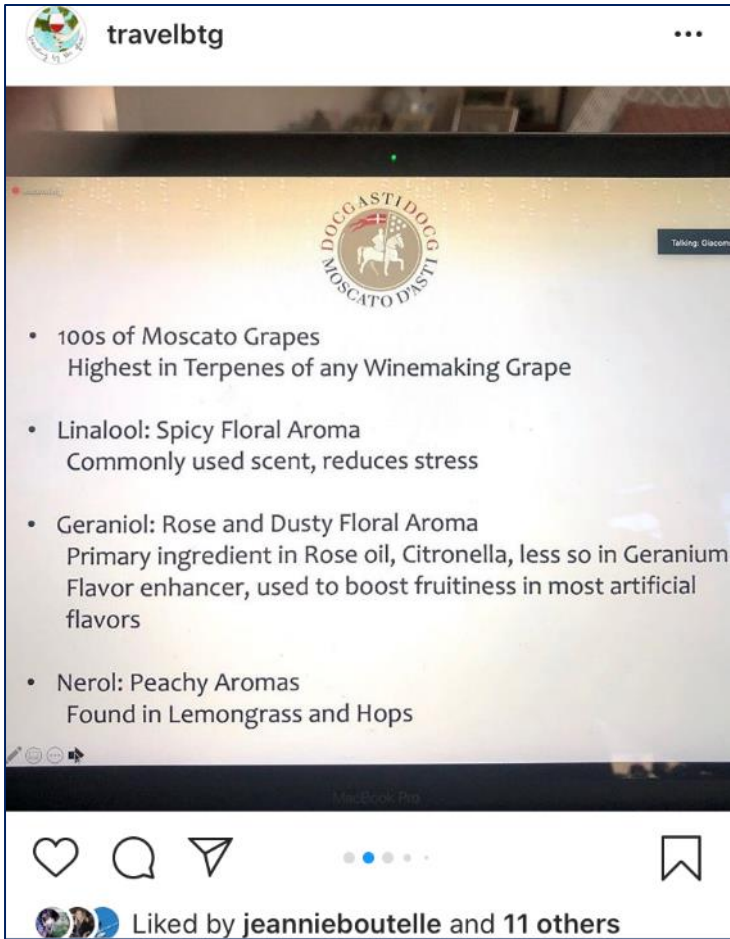 travelbtg
DOCG ASTI DOCG
MOSCATO D'ASTI
Talking: Giacomo
• 100s of Moscato Grapes
Highest in Terpenes of any Winemaking Grape
• Linalool: Spicy Floral Aroma
Commonly used scent, reduces stress
• Geraniol: Rose and Dusty Floral Aroma
Primary ingredient in Rose oil, Citronella, less so in Geranium
Flavor enhancer, used to boost fruitiness in most artificial
flavors
• Nerol: Peachy Aromas
Found in Lemongrass and Hops
MacBook Pro
Liked by jeannieboutelle and 11 others